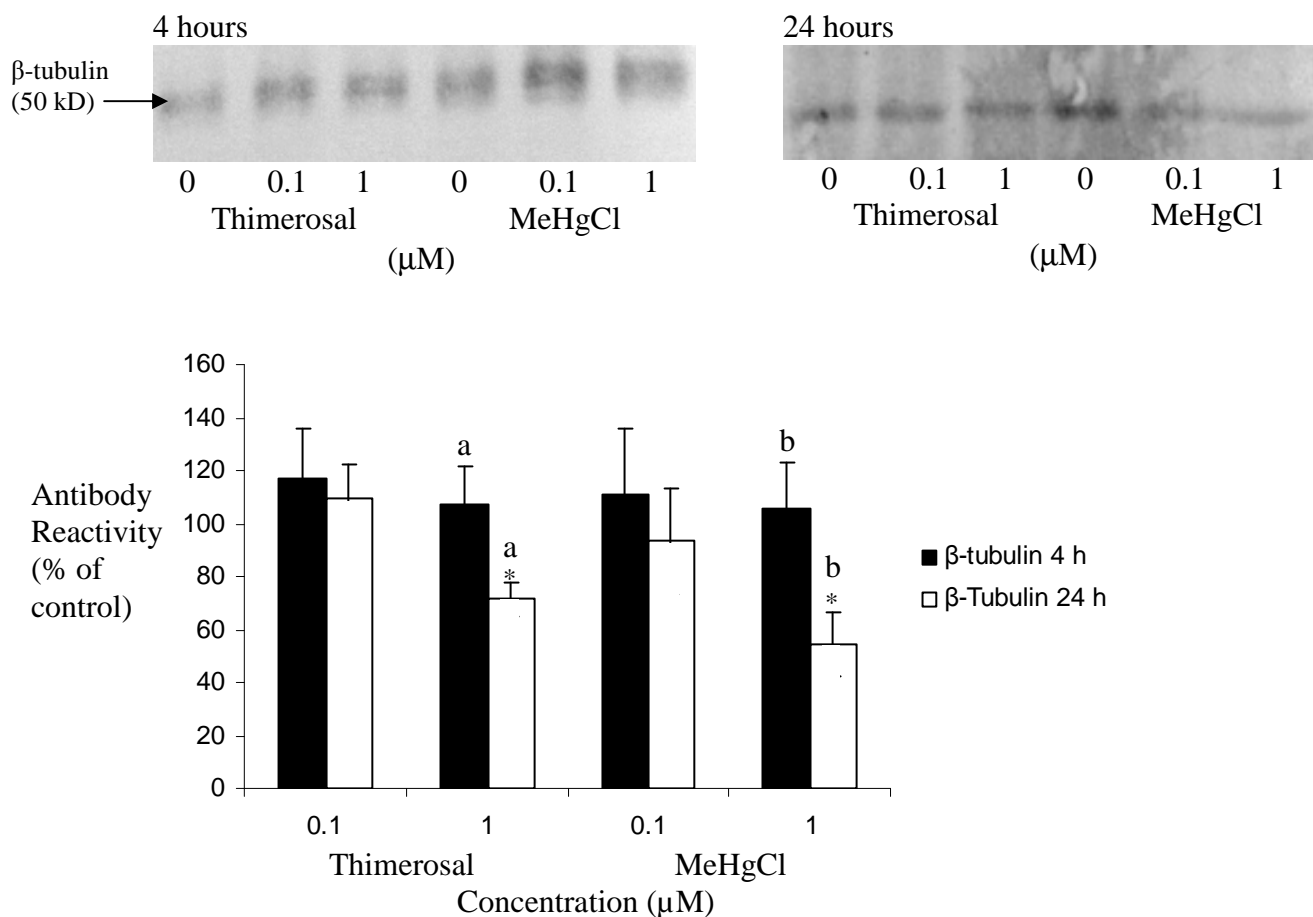 4 hours
β-tubulin
(50 kD)
0 0.1 1 0 0.1 1
Thimerosal MeHgCl
(μM)
24 hours
0 0.1 1 0 0.1 1
Thimerosal MeHgCl
(μM)
Antibody
Reactivity
(% of
control)
160
140
120
100
80
60
40
20
0
a
a
*
b
b
*
β-tubulin 4 h
β-Tubulin 24 h
0.1 1 0.1 1
Thimerosal MeHgCl
Concentration (μM)